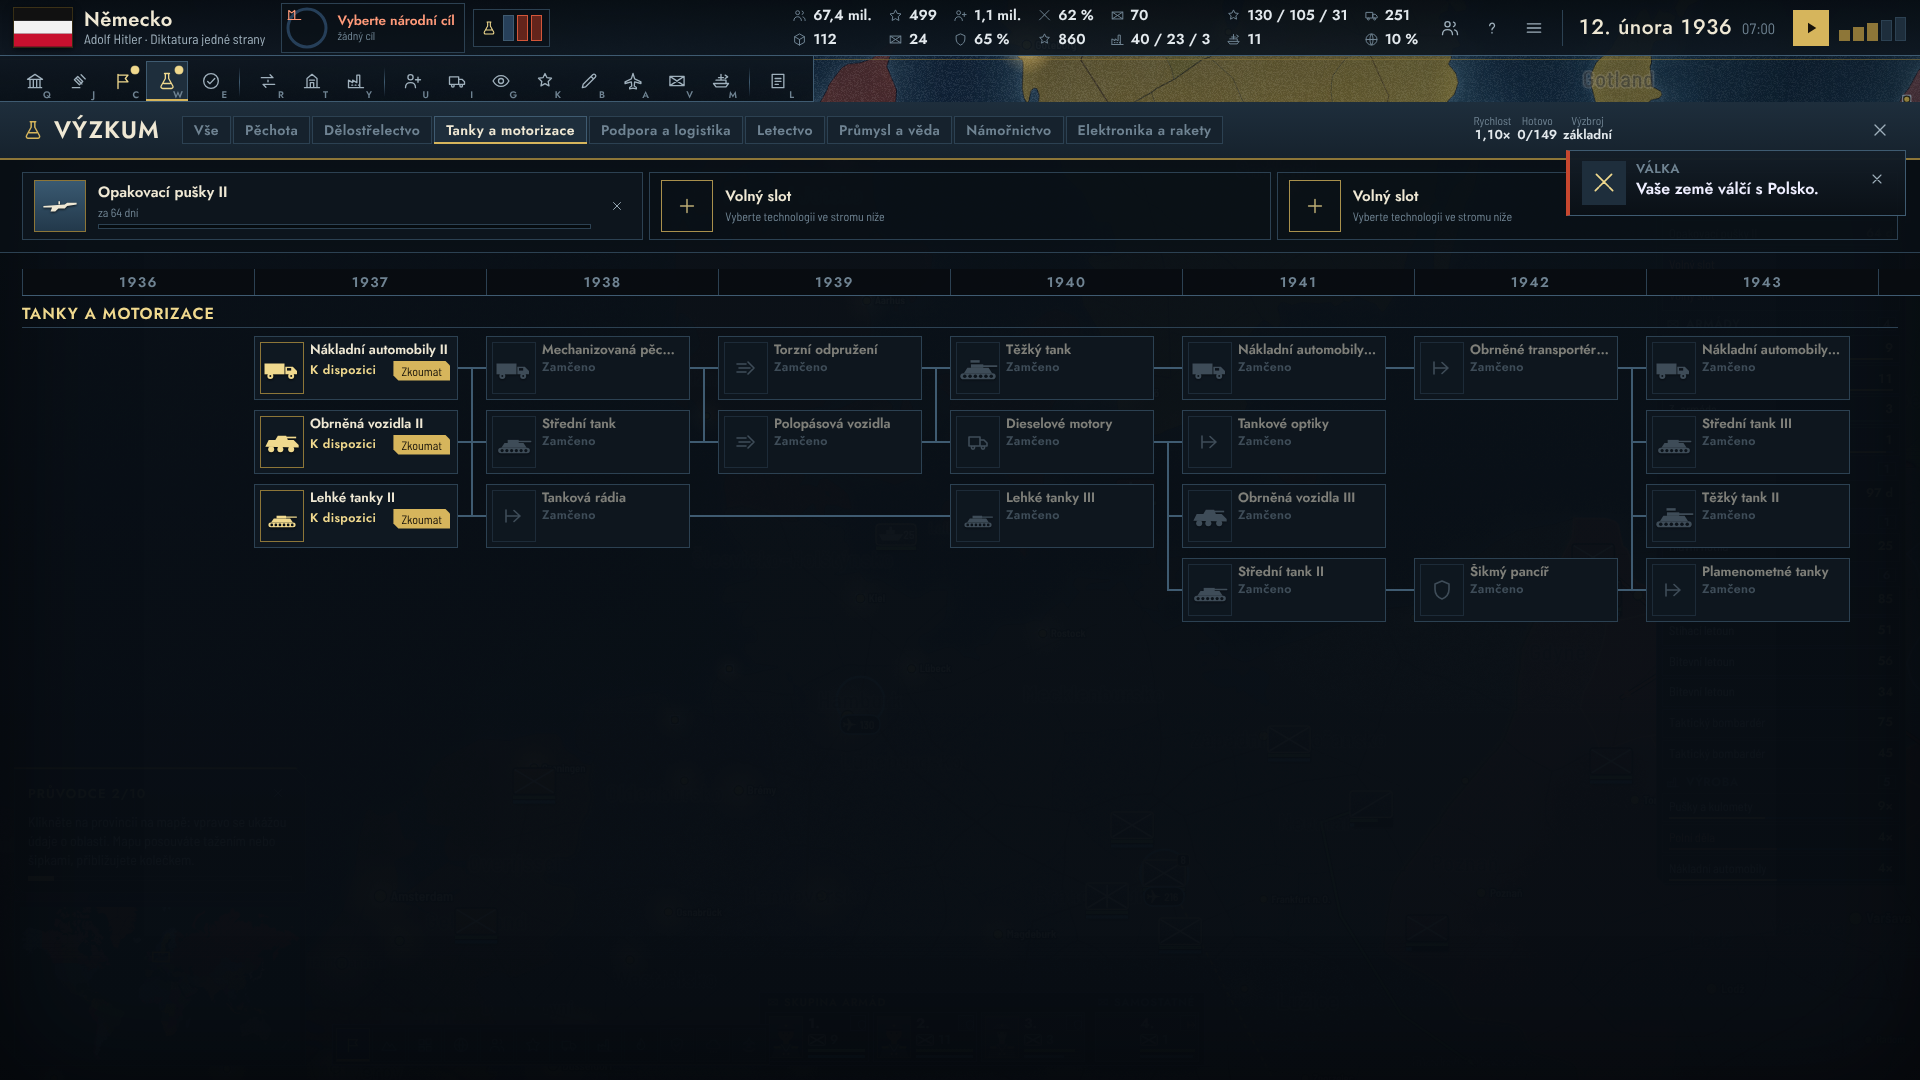 Německo
Adolf Hitler · Diktatura jedné strany
Vyberte národní cíl
žádný cíl
67,4 mil. 499 1,1 mil. 62 % 70 130 / 105 / 31 251
112 24 65 % 860 40 / 23 / 3 11 10 %
?
12. února 1936 07:00
Q J C W E R T Y U I G K B A V M L
Gotland
VÝZKUM
Vše Pěchota Dělostřelectvo Tanky a motorizace Podpora a logistika Letectvo Průmysl a věda Námořnictvo Elektronika a rakety
Rychlost Hotovo Výzbroj
1,10× 0/149 základní
VÁLKA
Vaše země válčí s Polsko.
Opakovací pušky II
za 64 dní
Volný slot
Vyberte technologii ve stromu níže
Volný slot
Vyberte technologii ve stromu níže
1936 1937 1938 1939 1940 1941 1942 1943
TANKY A MOTORIZACE
Nákladní automobily II
K dispozici Zkoumat
Mechanizovaná pěc...
Zamčeno
Torzní odpružení
Zamčeno
Těžký tank
Zamčeno
Nákladní automobily...
Zamčeno
Obrněné transportér...
Zamčeno
Nákladní automobily...
Zamčeno
Obrněná vozidla II
K dispozici Zkoumat
Střední tank
Zamčeno
Polopásová vozidla
Zamčeno
Dieselové motory
Zamčeno
Tankové optiky
Zamčeno
Střední tank III
Zamčeno
Lehké tanky II
K dispozici Zkoumat
Tanková rádia
Zamčeno
Lehké tanky III
Zamčeno
Obrněná vozidla III
Zamčeno
Těžký tank II
Zamčeno
Střední tank II
Zamčeno
Šikmý pancíř
Zamčeno
Plamenometné tanky
Zamčeno
PRŮVODCE 2/10